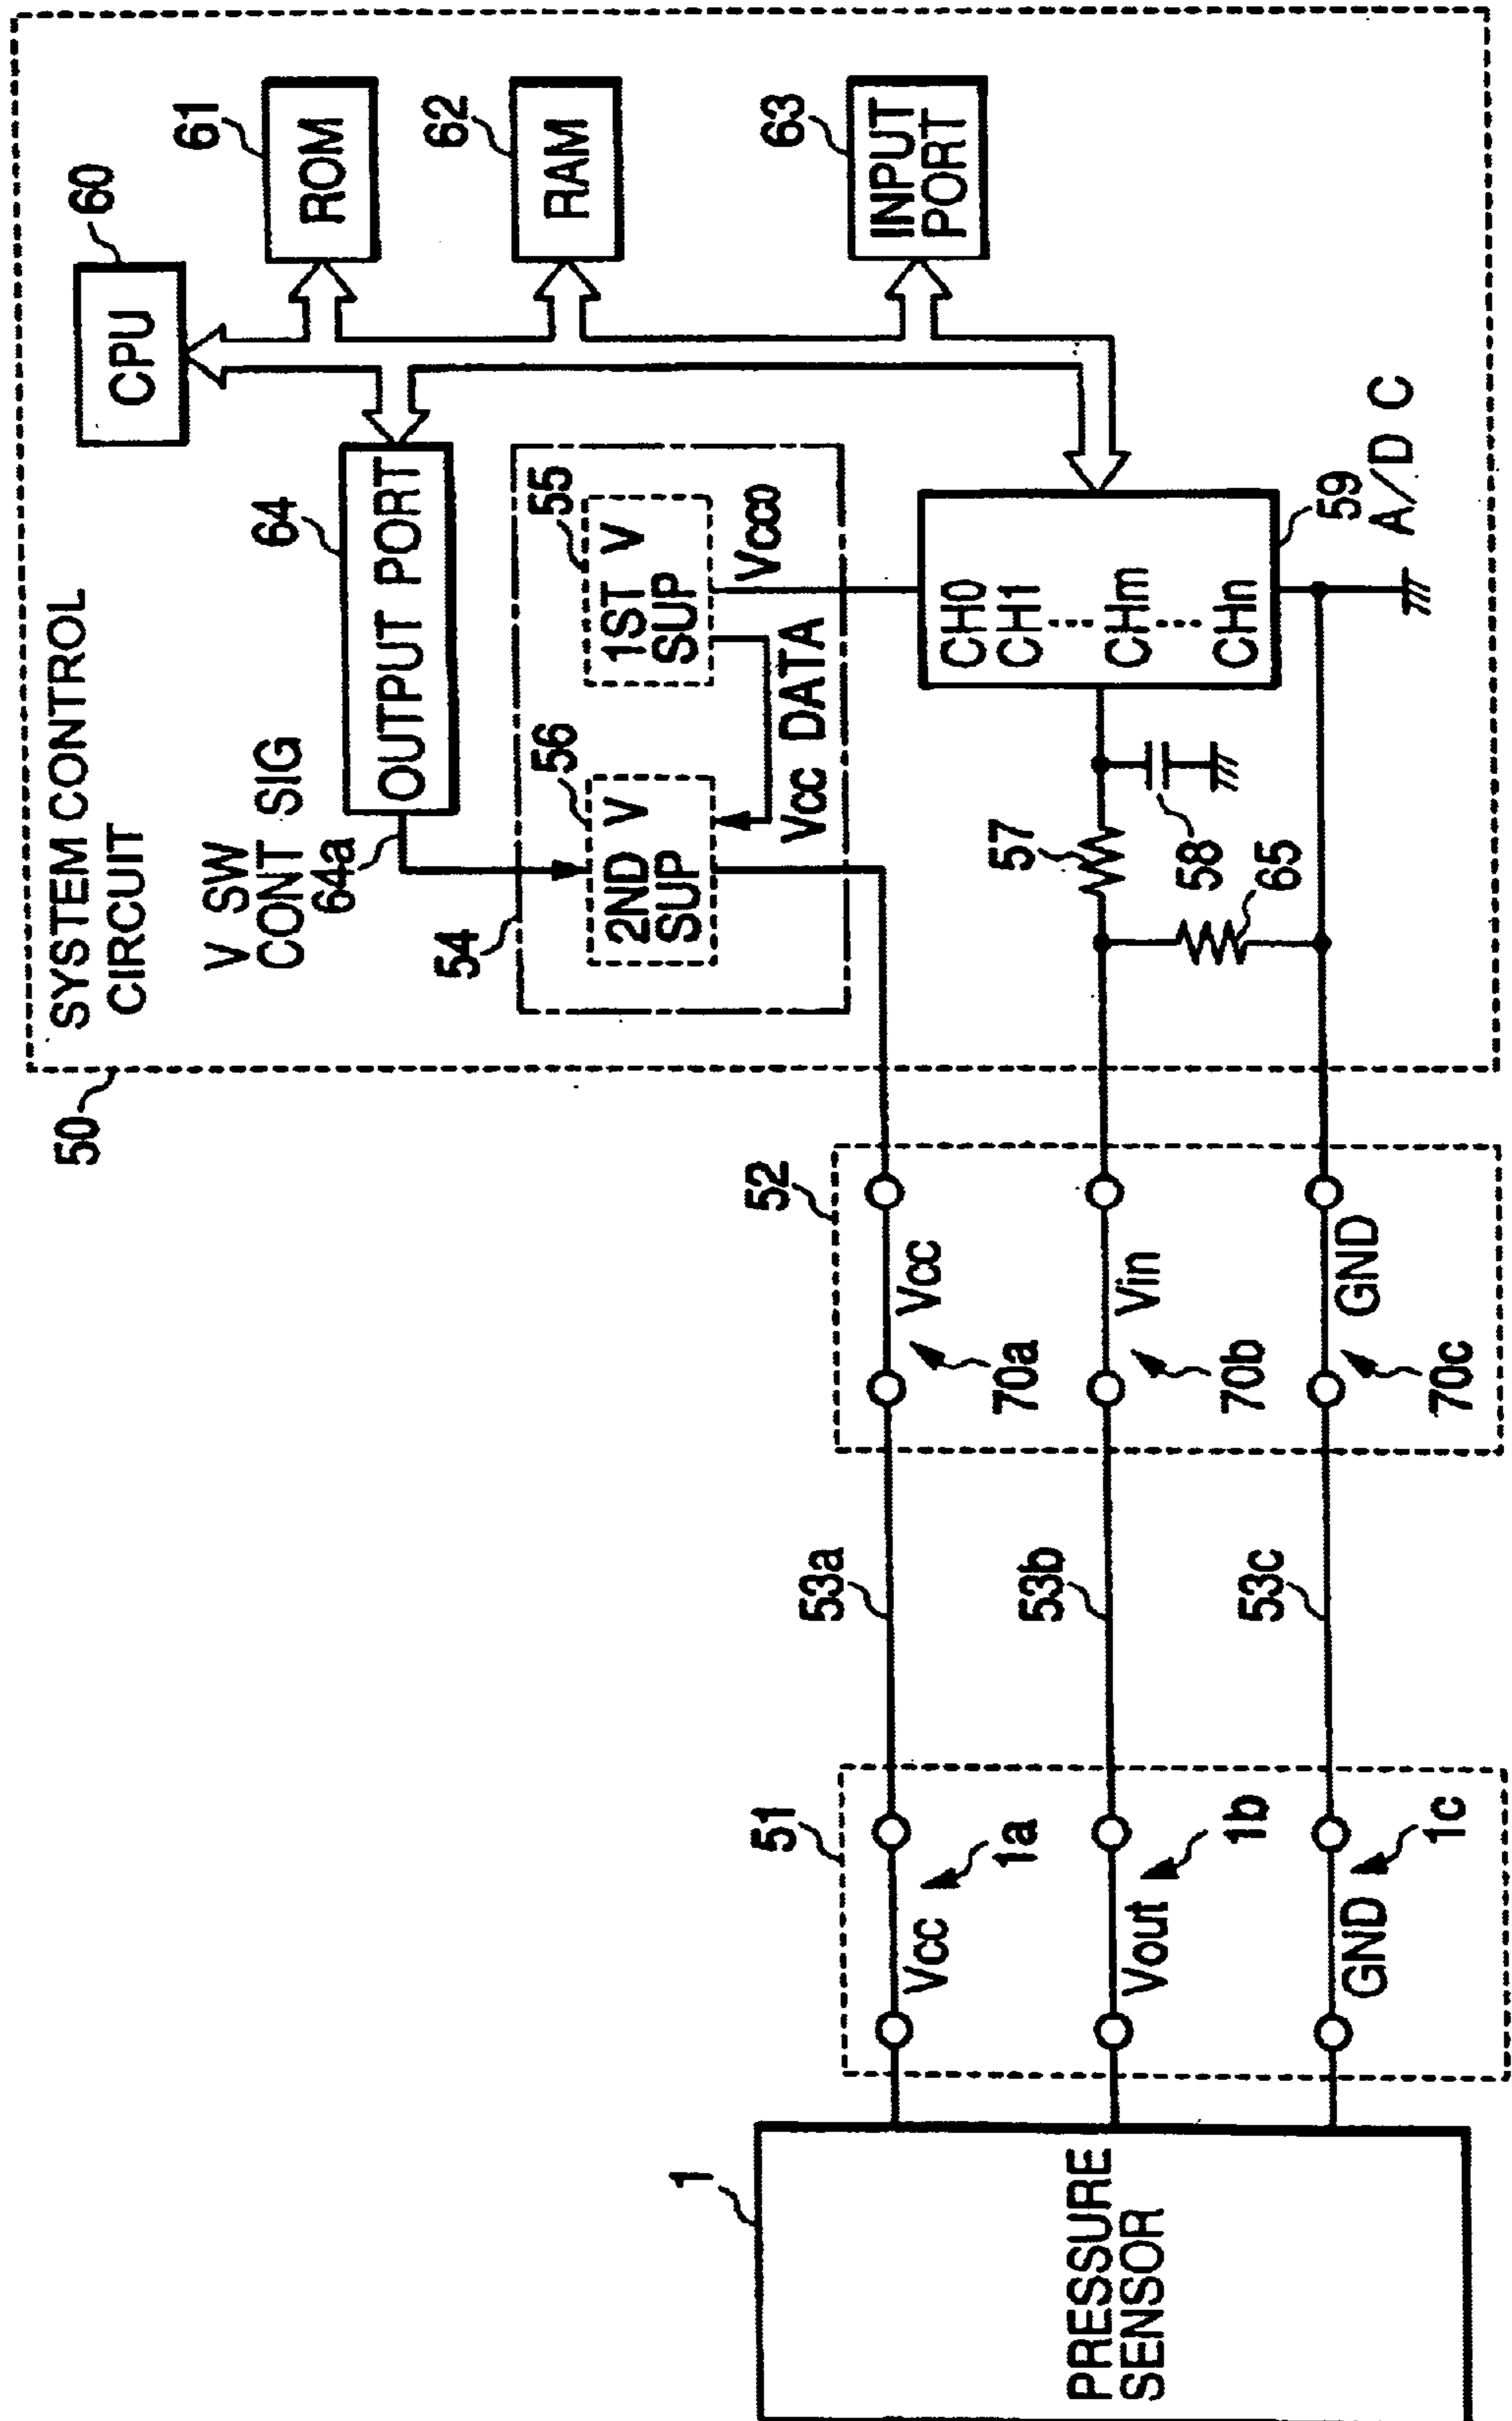 50
SYSTEM CONTROL
CIRCUIT
60
CPU
61
ROM
62
RAM
63
INPUT
PORT
64
OUTPUT PORT
V SW
CONT SIG
64a
54
55
1ST V
SUP
56
2ND V
SUP
Vcc0
Vcc DATA
CH0
CH1
CHm
CHn
59
A/D C
57
58
65
52
Vcc
70a
Vin
70b
GND
70c
53a
53b
53c
51
Vcc
1a
Vout
1b
GND
1c
1
PRESSURE
SENSOR